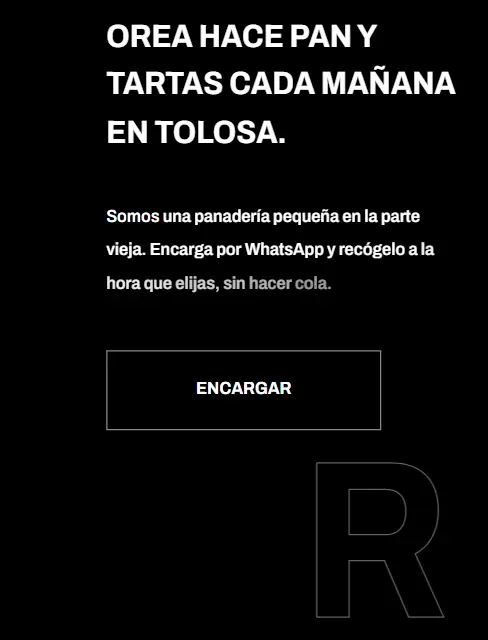 OREA HACE PAN Y
TARTAS CADA MAÑANA
EN TOLOSA.
Somos una panadería pequeña en la parte
vieja. Encarga por WhatsApp y recógelo a la
hora que elijas, sin hacer cola.
ENCARGAR
R